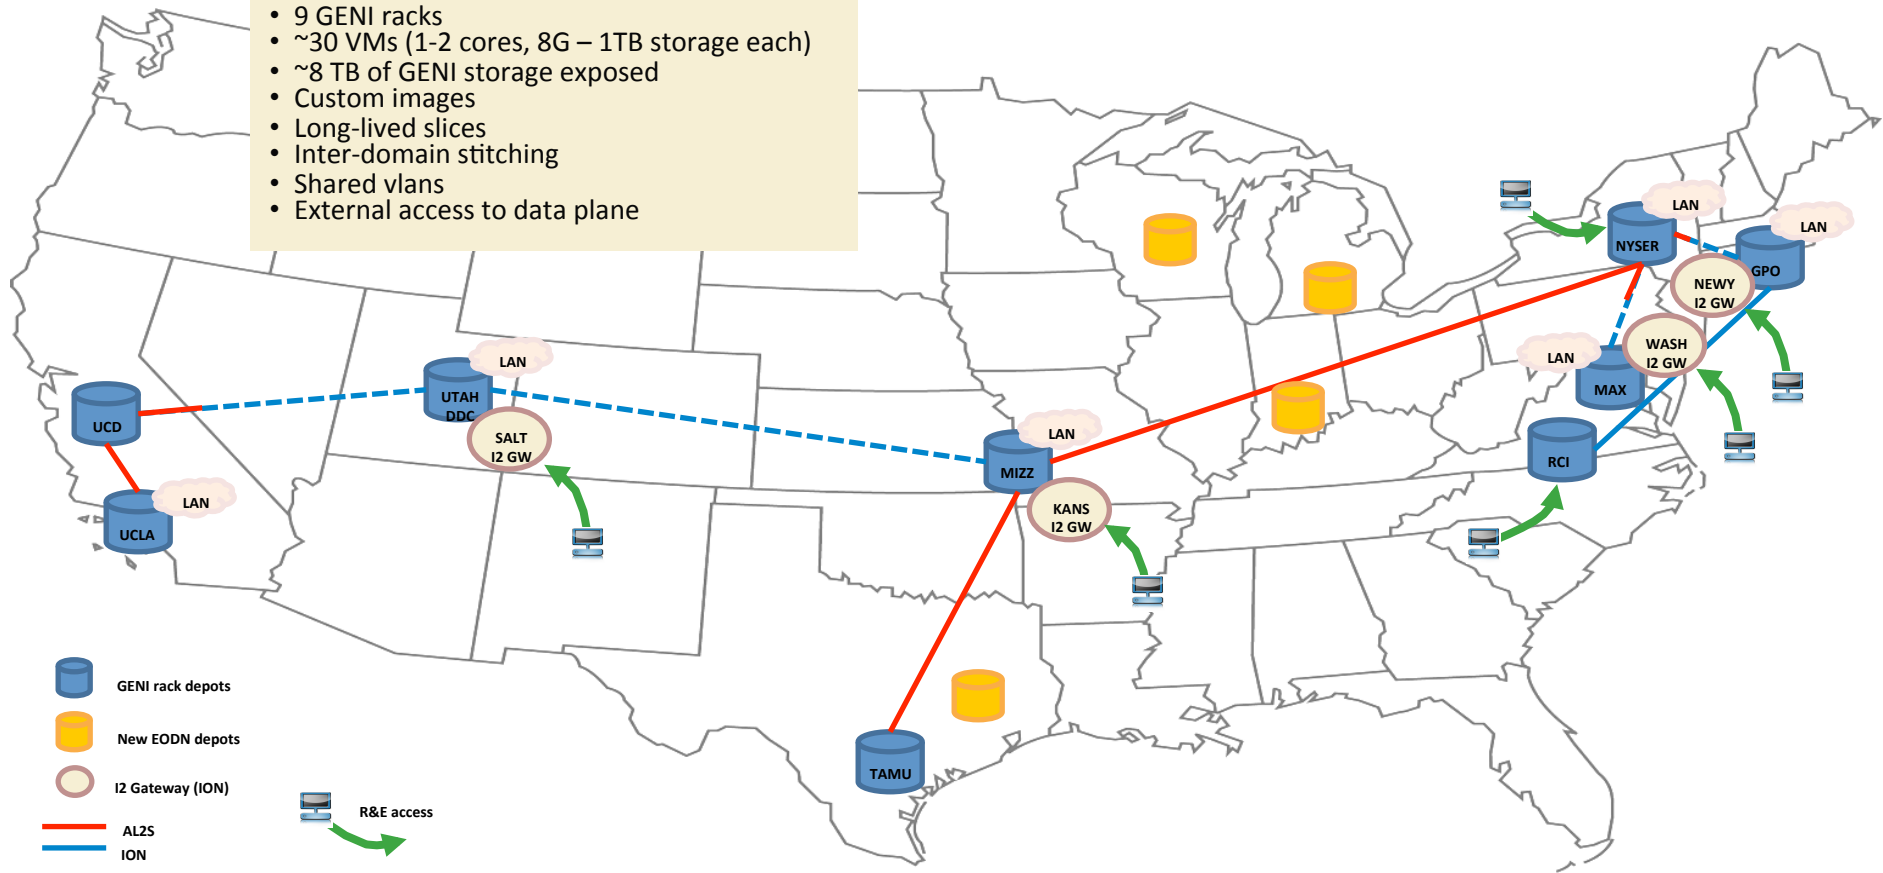 • 9 GENI racks
• ~30 VMs (1-2 cores, 8G – 1TB storage each)
• ~8 TB of GENI storage exposed
• Custom images
• Long-lived slices
• Inter-domain stitching
• Shared vlans
• External access to data plane
LAN
NYSER
LAN
GPO
NEWY
I2 GW
WASH
I2 GW
LAN
MAX
RCI
LAN
UTAH
DDC
SALT
I2 GW
UCD
LAN
UCLA
LAN
MIZZ
KANS
I2 GW
TAMU
GENI rack depots
New EODN depots
I2 Gateway (ION)
R&E access
AL2S
ION